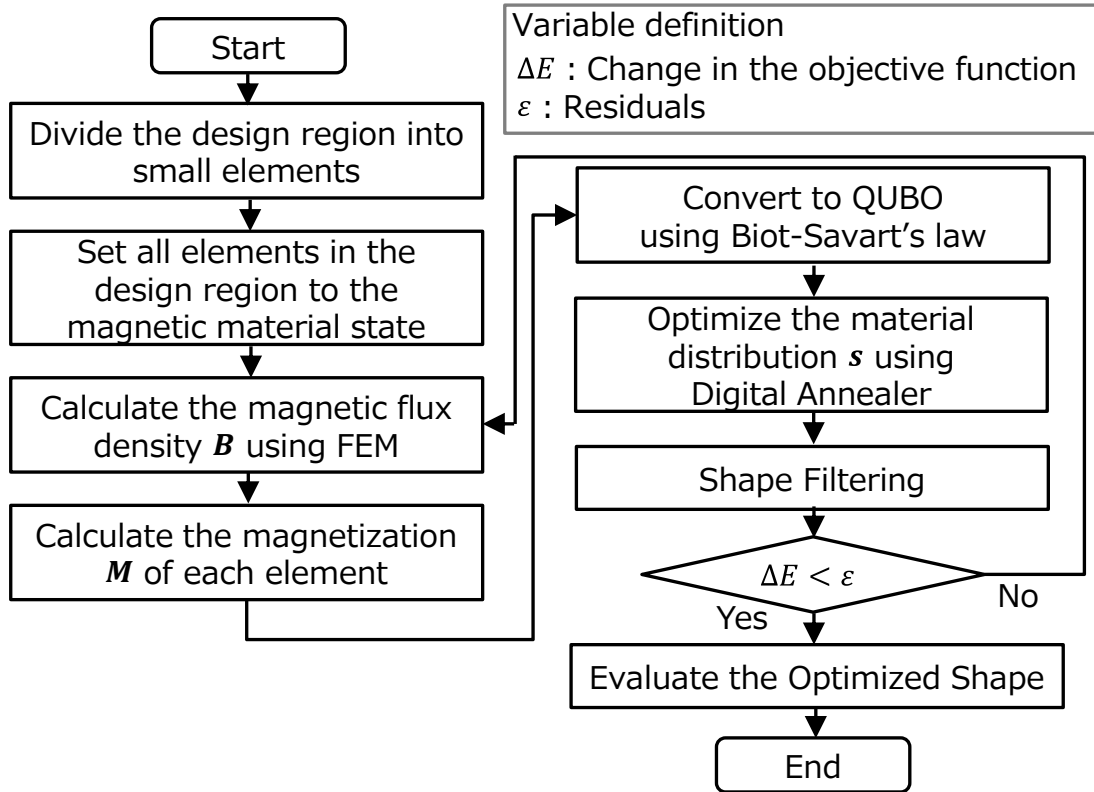 Start
Divide the design region into
small elements
Set all elements in the
design region to the
magnetic material state
Calculate the magnetic flux
density B using FEM
Calculate the magnetization
M of each element
Variable definition
ΔE : Change in the objective function
ε : Residuals
Convert to QUBO
using Biot-Savart’s law
Optimize the material
distribution s using
Digital Annealer
Shape Filtering
ΔE < ε
No
Yes
Evaluate the Optimized Shape
End